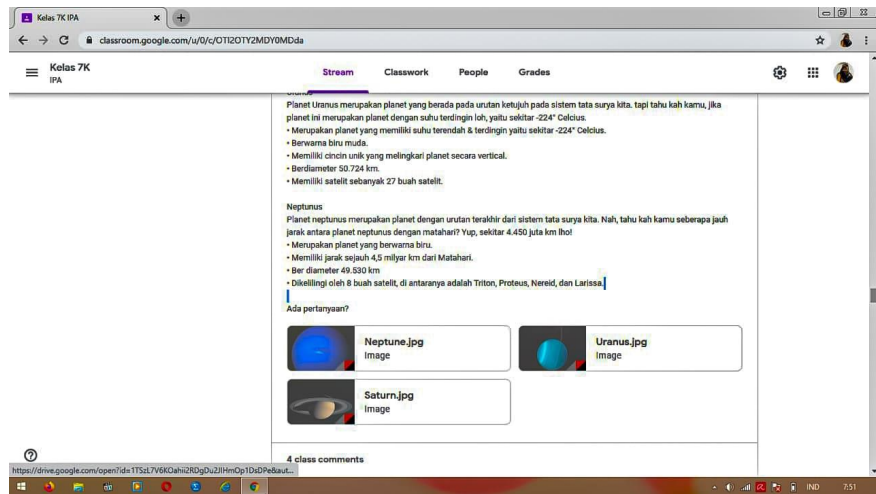 Kelas 7K IPA
classroom.google.com/u/0/c/OTI2OTY2MDY0MDda
Kelas 7K
IPA
Stream Classwork People Grades
Planet Uranus merupakan planet yang berada pada urutan ketujuh pada sistem tata surya kita. tapi tahu kah kamu, jika
planet ini merupakan planet dengan suhu terdingin loh, yaitu sekitar -224° Celcius.
• Merupakan planet yang memiliki suhu terendah & terdingin yaitu sekitar -224° Celcius.
• Berwarna biru muda.
• Memiliki cincin unik yang melingkari planet secara vertical.
• Berdiameter 50.724 km.
• Memiliki satelit sebanyak 27 buah satelit.
Neptunus
Planet neptunus merupakan planet dengan urutan terakhir dari sistem tata surya kita. Nah, tahu kah kamu seberapa jauh
jarak antara planet neptunus dengan matahari? Yup, sekitar 4.450 juta km lho!
• Merupakan planet yang berwarna biru.
• Memiliki jarak sejauh 4,5 milyar km dari Matahari.
• Ber diameter 49.530 km
• Dikelilingi oleh 8 buah satelit, di antaranya adalah Triton, Proteus, Nereid, dan Larissa.
Ada pertanyaan?
Neptune.jpg
Image
Uranus.jpg
Image
Saturn.jpg
Image
4 class comments
IND 7:51